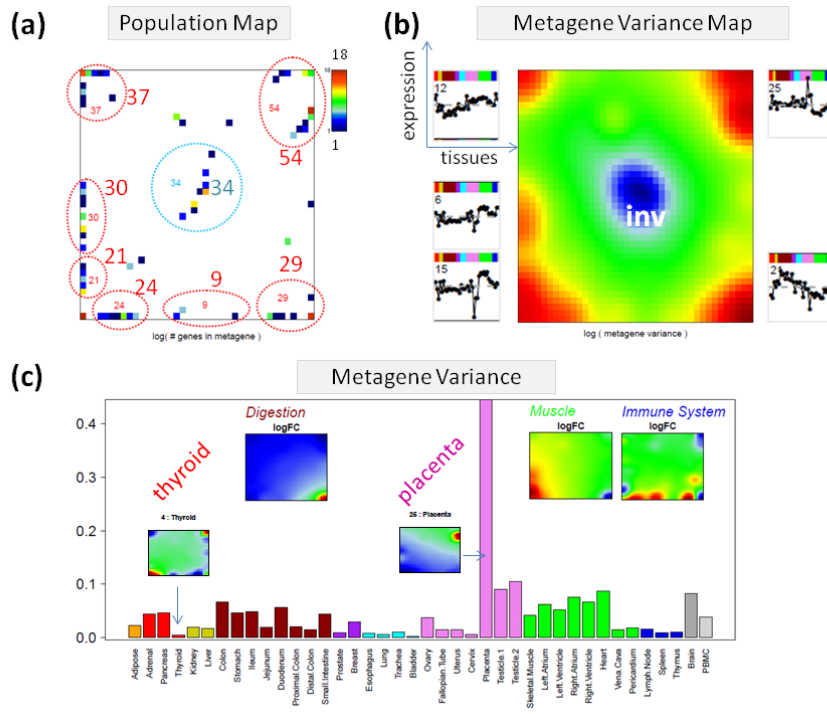 (a)
Population Map
18
1
37
37
54
54
34
34
30
30
21
21
24
24
9
9
29
29
log( # genes in metagene )
(b)
Metagene Variance Map
expression
tissues
12
6
15
25
21
inv
log ( metagene variance )
(c)
Metagene Variance
0.4
0.3
0.2
0.1
0.0
Digestion
logFC
thyroid
4 : Thyroid
placenta
25 : Placenta
Muscle
logFC
Immune System
logFC
Adipose
Adrenal
Pancreas
Thyroid
Kidney
Liver
Colon
Stomach
Ileum
Jejunum
Duodenum
Proximal.Colon
Distal.Colon
Small.Intestine
Prostate
Breast
Esophagus
Lung
Trachea
Bladder
Ovary
Fallopian.Tube
Uterus
Cervix
Placenta
Testicle.1
Testicle.2
Skeletal.Muscle
Left.Atrium
Left.Ventricle
Right.Atrium
Right.Ventricle
Heart
Vena.Cava
Pericardium
Lymph.Node
Spleen
Thymus
Brain
PBMC